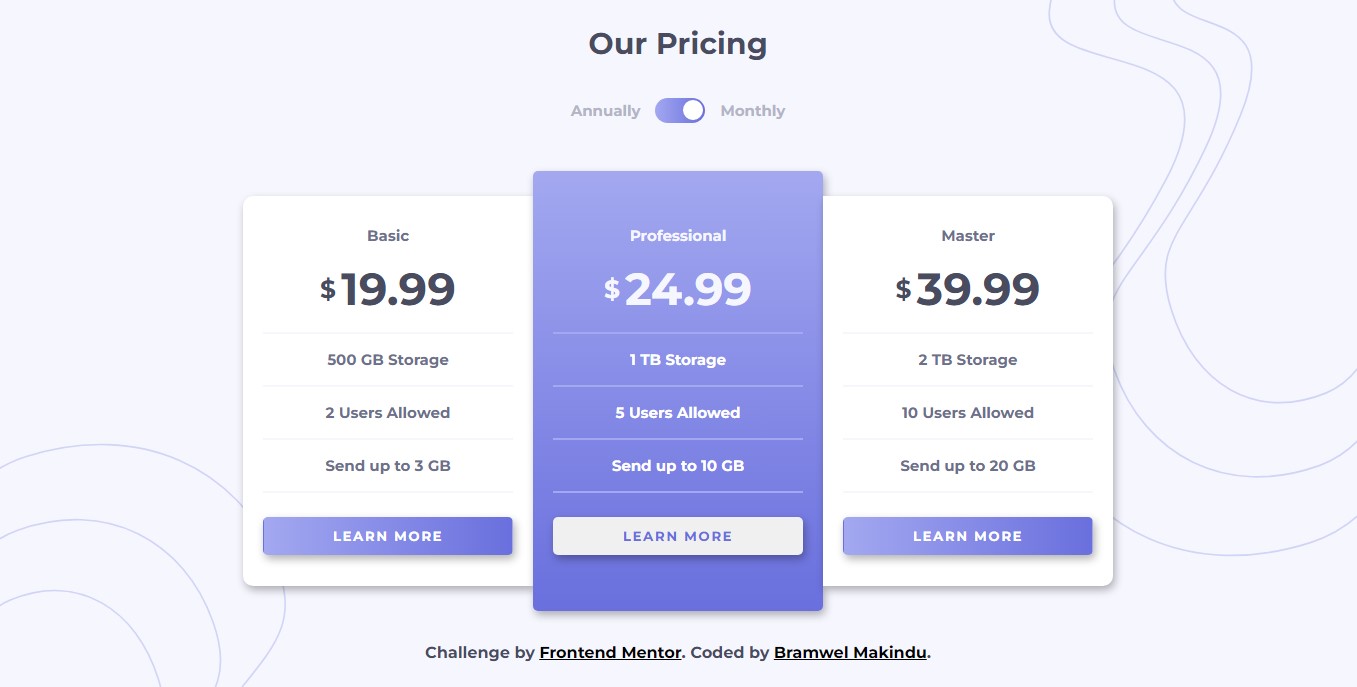 Our Pricing
Annually Monthly
Basic
$19.99
500 GB Storage
2 Users Allowed
Send up to 3 GB
LEARN MORE
Professional
$24.99
1 TB Storage
5 Users Allowed
Send up to 10 GB
LEARN MORE
Master
$39.99
2 TB Storage
10 Users Allowed
Send up to 20 GB
LEARN MORE
Challenge by Frontend Mentor. Coded by Bramwel Makindu.